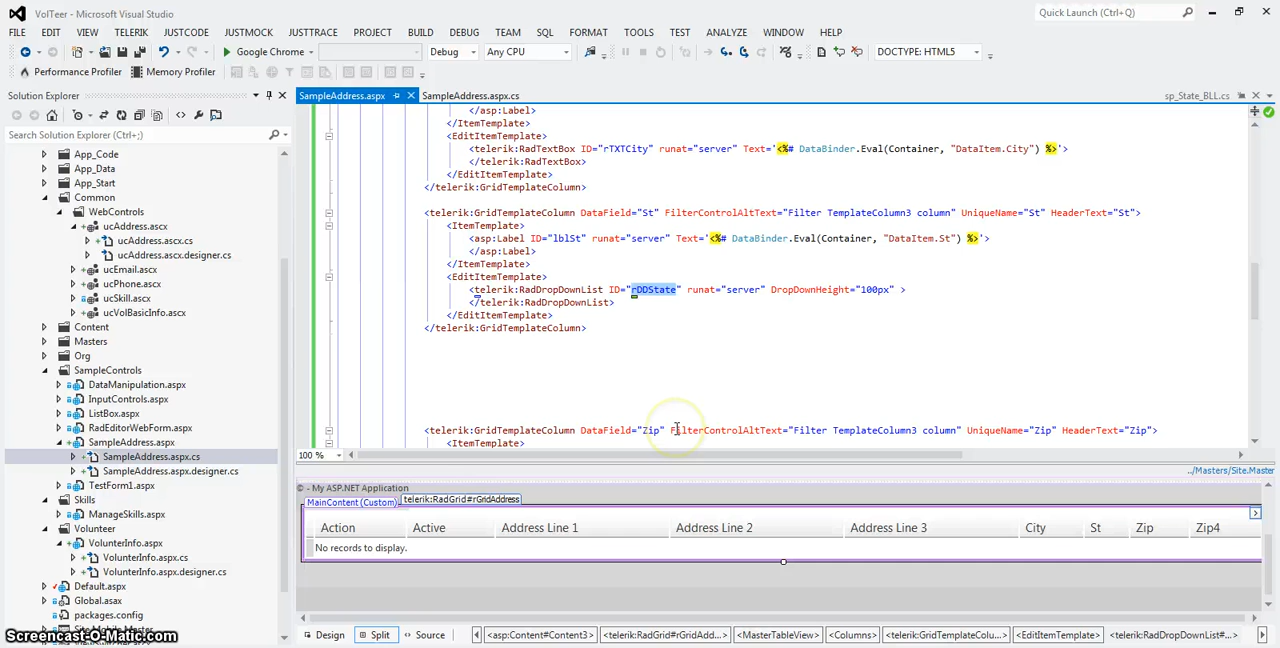 VolTeer - Microsoft Visual Studio
Quick Launch (Ctrl+Q)
FILE EDIT VIEW TELERIK JUSTCODE JUSTMOCK JUSTTRACE PROJECT BUILD DEBUG TEAM SQL FORMAT TOOLS TEST ANALYZE WINDOW HELP
Google Chrome Debug Any CPU DOCTYPE: HTML5
Performance Profiler Memory Profiler
Solution Explorer
SampleAddress.aspx SampleAddress.aspx.cs sp_State_BLL.cs
Search Solution Explorer (Ctrl+;)
App_Code
App_Data
App_Start
Common
WebControls
ucAddress.ascx
ucAddress.ascx.cs
ucAddress.ascx.designer.cs
ucEmail.ascx
ucPhone.ascx
ucSkill.ascx
ucVolBasicInfo.ascx
Content
Masters
Org
SampleControls
DataManipulation.aspx
InputControls.aspx
ListBox.aspx
RadEditorWebForm.aspx
SampleAddress.aspx
SampleAddress.aspx.cs
SampleAddress.aspx.designer.cs
TestForm1.aspx
Skills
ManageSkills.aspx
Volunteer
VolunterInfo.aspx
VolunterInfo.aspx.cs
VolunterInfo.aspx.designer.cs
Default.aspx
Global.asax
packages.config
Screencast-O-Matic.com
</asp:Label>
</ItemTemplate>
<EditItemTemplate>
<telerik:RadTextBox ID="rTXTCity" runat="server" Text='<%# DataBinder.Eval(Container, "DataItem.City") %>'>
</telerik:RadTextBox>
</EditItemTemplate>
</telerik:GridTemplateColumn>
<telerik:GridTemplateColumn DataField="St" FilterControlAltText="Filter TemplateColumn3 column" UniqueName="St" HeaderText="St">
<ItemTemplate>
<asp:Label ID="lblSt" runat="server" Text='<%# DataBinder.Eval(Container, "DataItem.St") %>'>
</asp:Label>
</ItemTemplate>
<EditItemTemplate>
<telerik:RadDropDownList ID="rDDState" runat="server" DropDownHeight="100px" >
</telerik:RadDropDownList>
</EditItemTemplate>
</telerik:GridTemplateColumn>
<telerik:GridTemplateColumn DataField="Zip" FilterControlAltText="Filter TemplateColumn3 column" UniqueName="Zip" HeaderText="Zip">
<ItemTemplate>
100 %
../Masters/Site.Master
© - My ASP.NET Application
MainContent (Custom) telerik:RadGrid#rGridAddress
Action Active Address Line 1 Address Line 2 Address Line 3 City St Zip Zip4
No records to display.
Design Split Source <asp:Content#Content3> <telerik:RadGrid#rGridAdd...> <MasterTableView> <Columns> <telerik:GridTemplateColu...> <EditItemTemplate> <telerik:RadDropDownList#...>